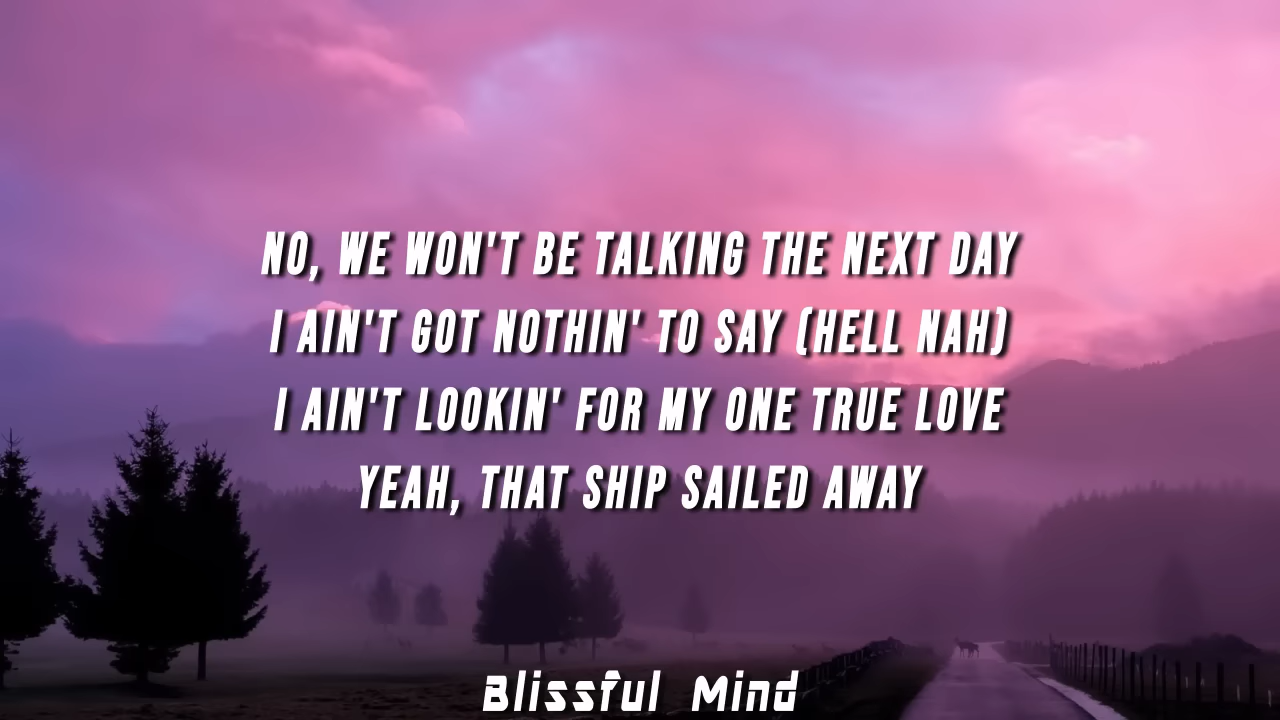 NO, WE WON'T BE TALKING THE NEXT DAY
I AIN'T GOT NOTHIN' TO SAY (HELL NAH)
I AIN'T LOOKIN' FOR MY ONE TRUE LOVE
YEAH, THAT SHIP SAILED AWAY
Blissful Mind